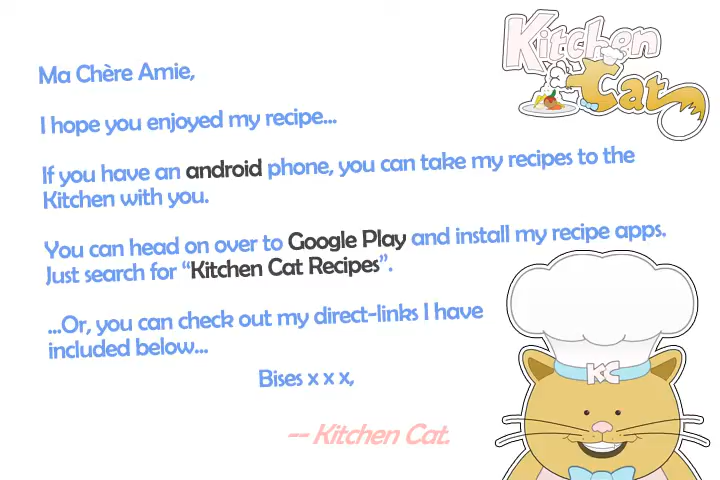 Kitchen
Cat
Ma Chère Amie,
I hope you enjoyed my recipe...
If you have an android phone, you can take my recipes to the
Kitchen with you.
You can head on over to Google Play and install my recipe apps.
Just search for “Kitchen Cat Recipes”.
...Or, you can check out my direct-links I have
included below...
Bises x x x,
-- Kitchen Cat.
KC